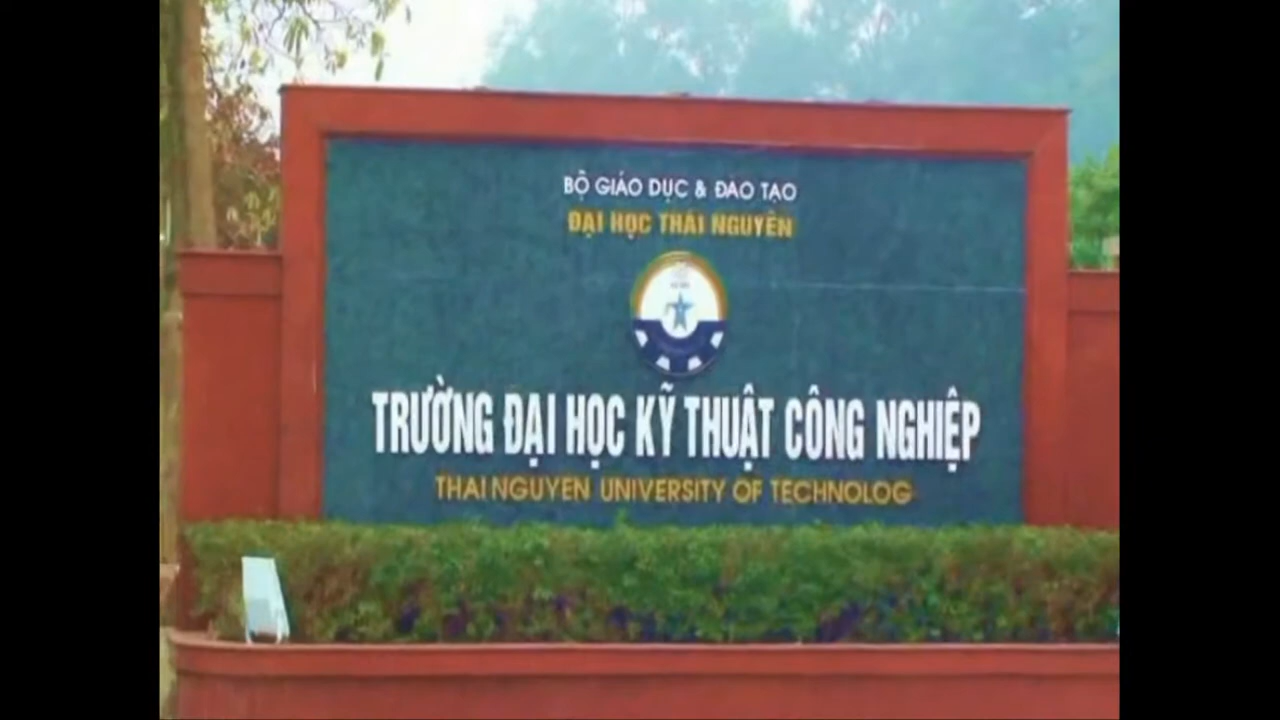 BỘ GIÁO DỤC & ĐÀO TẠO
ĐẠI HỌC THÁI NGUYÊN
TRƯỜNG ĐẠI HỌC KỸ THUẬT CÔNG NGHIỆP
THAI NGUYEN UNIVERSITY OF TECHNOLOG